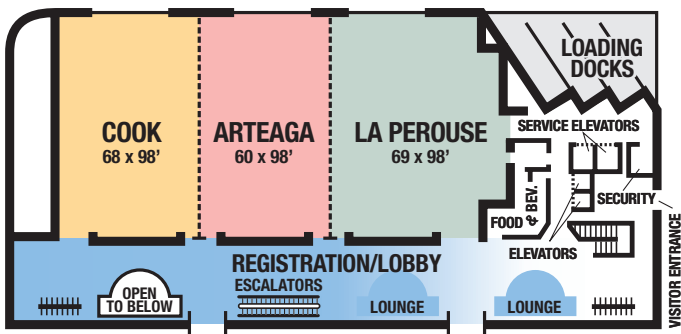 LOADING
DOCKS
COOK
68 x 98’
ARTEAGA
60 x 98’
LA PEROUSE
69 x 98’
SERVICE ELEVATORS
SECURITY
FOOD
& BEV.
ELEVATORS
VISITOR ENTRANCE
REGISTRATION/LOBBY
ESCALATORS
OPEN
TO BELOW
LOUNGE
LOUNGE